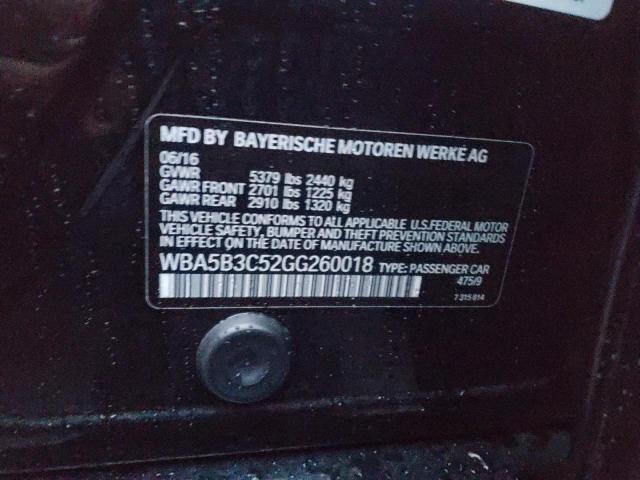 MFD BY BAYERISCHE MOTOREN WERKE AG
06/16
GVWR 5379 lbs 2440 kg
GAWR FRONT 2701 lbs 1225 kg
GAWR REAR 2910 lbs 1320 kg
THIS VEHICLE CONFORMS TO ALL APPLICABLE U.S.FEDERAL MOTOR
VEHICLE SAFETY, BUMPER, AND THEFT PREVENTION STANDARDS IN
EFFECT ON THE DATE OF MANUFACTURE SHOWN ABOVE.
WBA5B3C52GG260018 TYPE: PASSENGER CAR
475/9
7 315 814